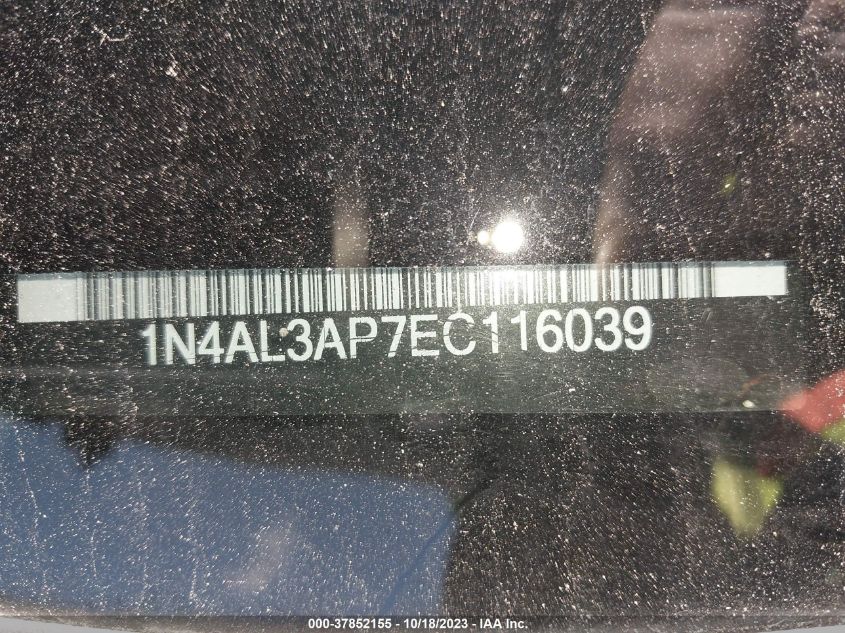 1N4AL3AP7EC116039
000-37852155 - 10/18/2023 - IAA Inc.